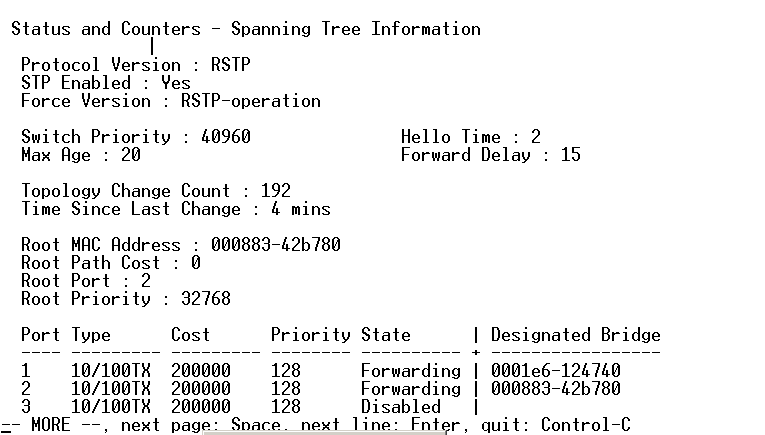 Status and Counters - Spanning Tree Information
Protocol Version : RSTP
STP Enabled : Yes
Force Version : RSTP-operation
Switch Priority : 40960 Hello Time : 2
Max Age : 20 Forward Delay : 15
Topology Change Count : 192
Time Since Last Change : 4 mins
Root MAC Address : 000883-42b780
Root Path Cost : 0
Root Port : 2
Root Priority : 32768
Port Type Cost Priority State | Designated Bridge
---- --------- --------- -------- ---------- + -----------------
1 10/100TX 200000 128 Forwarding | 0001e6-124740
2 10/100TX 200000 128 Forwarding | 000883-42b780
3 10/100TX 200000 128 Disabled |
-- MORE --, next page: Space, next line: Enter, quit: Control-C